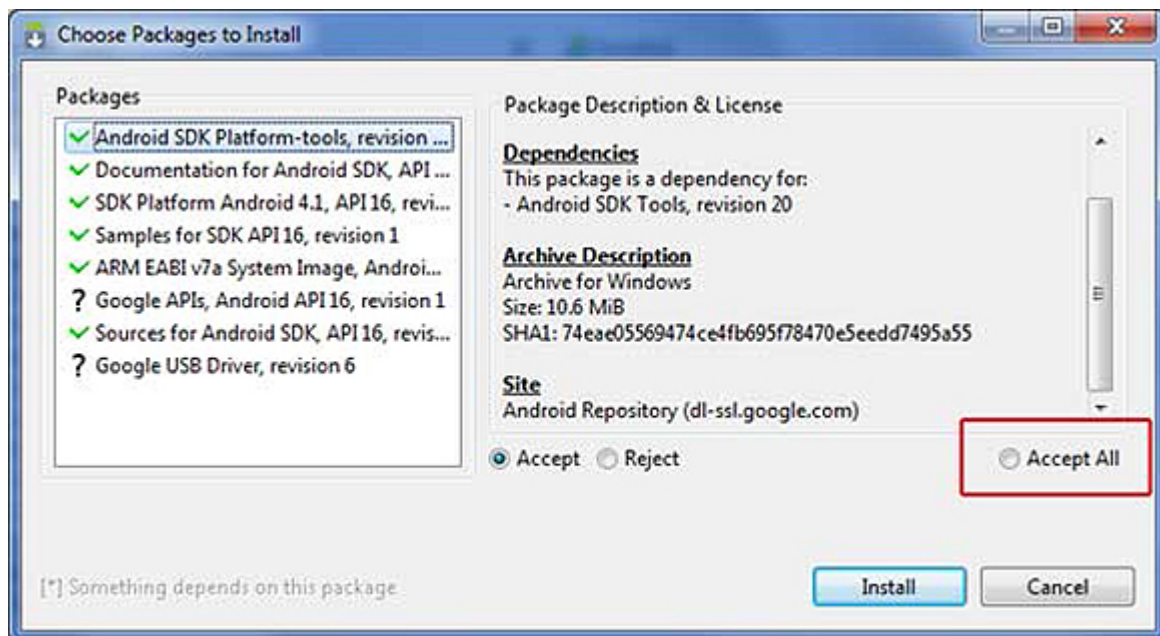 Choose Packages to Install
Packages
Android SDK Platform-tools, revision ...
Documentation for Android SDK, API ...
SDK Platform Android 4.1, API 16, revi...
Samples for SDK API 16, revision 1
ARM EABI v7a System Image, Androi...
? Google APIs, Android API 16, revision 1
Sources for Android SDK, API 16, revis...
? Google USB Driver, revision 6
Package Description & License
Dependencies
This package is a dependency for:
- Android SDK Tools, revision 20
Archive Description
Archive for Windows
Size: 10.6 MiB
SHA1: 74eae05569474ce4fb695f78470e5eedd7495a55
Site
Android Repository (dl-ssl.google.com)
Accept Reject Accept All
[*] Something depends on this package
Install Cancel